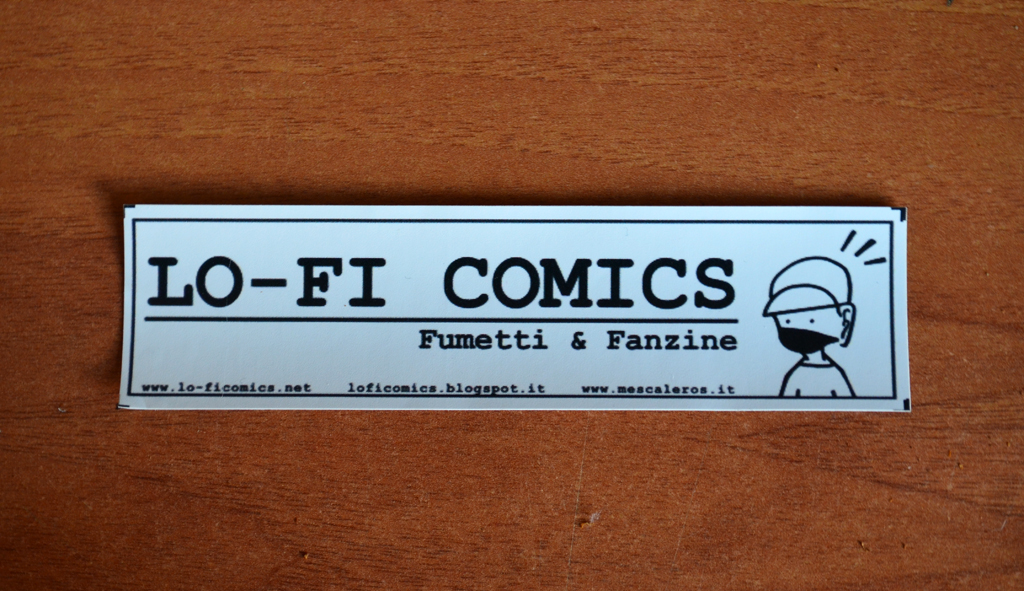 LO-FI COMICS
Fumetti & Fanzine
www.lo-ficomics.net loficomics.blogspot.it www.mescaleros.it